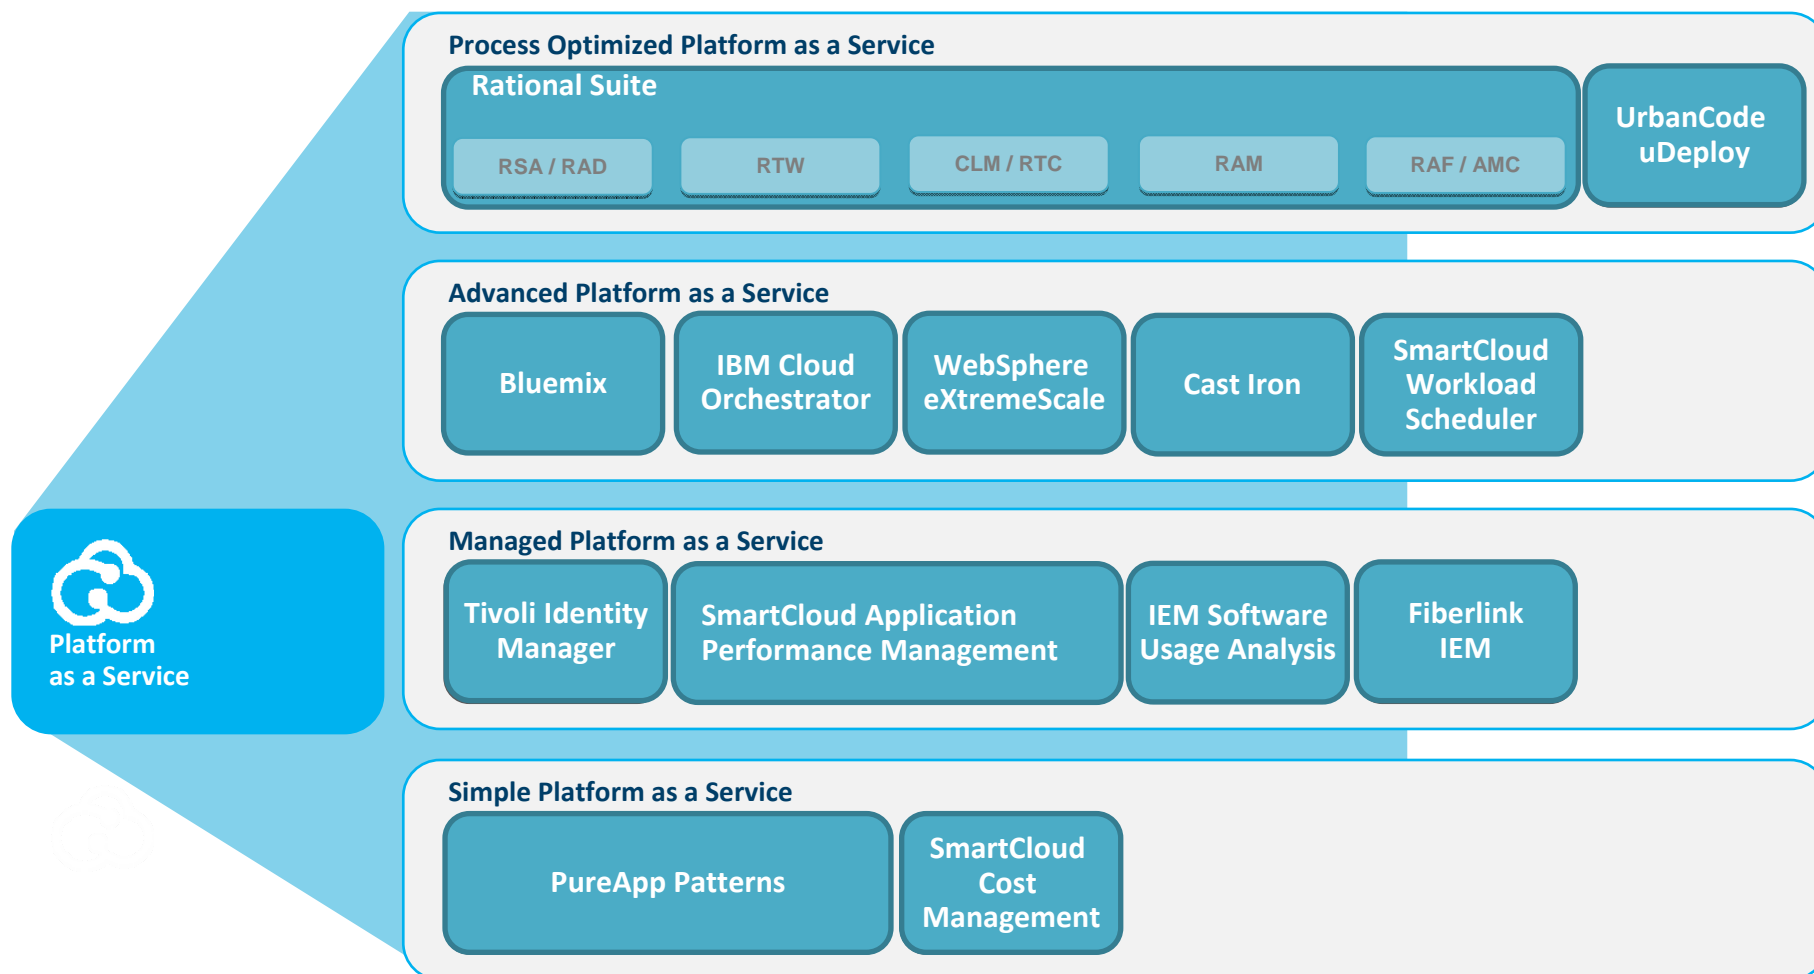 Process Optimized Platform as a Service
Rational Suite
RSA / RAD
RTW
CLM / RTC
RAM
RAF / AMC
UrbanCode
uDeploy
Advanced Platform as a Service
Bluemix
IBM Cloud
Orchestrator
WebSphere
eXtremeScale
Cast Iron
SmartCloud
Workload
Scheduler
Platform
as a Service
Managed Platform as a Service
Tivoli Identity
Manager
SmartCloud Application
Performance Management
IEM Software
Usage Analysis
Fiberlink
IEM
Simple Platform as a Service
PureApp Patterns
SmartCloud
Cost
Management